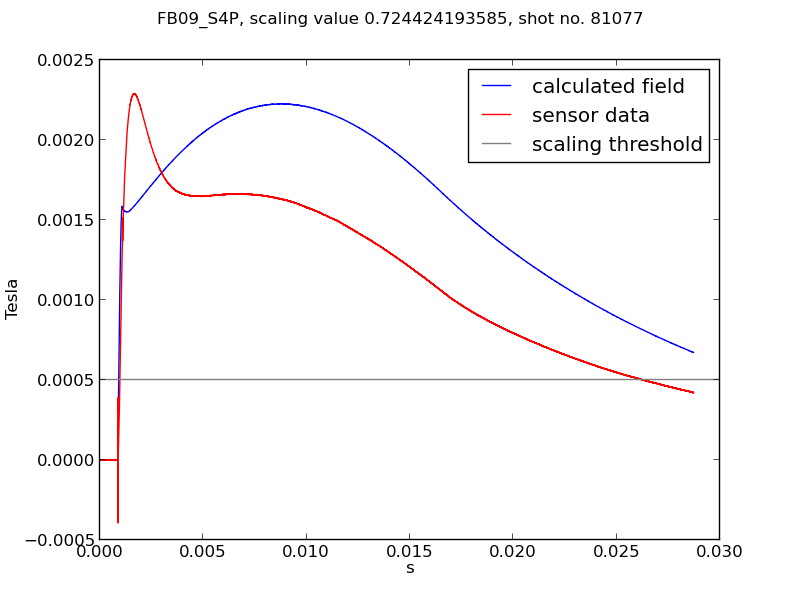 FB09_S4P, scaling value 0.724424193585, shot no. 81077
0.0025
0.0020
0.0015
0.0010
0.0005
0.0000
−0.0005
Tesla
calculated field
sensor data
scaling threshold
0.000
0.005
0.010
0.015
0.020
0.025
0.030
s